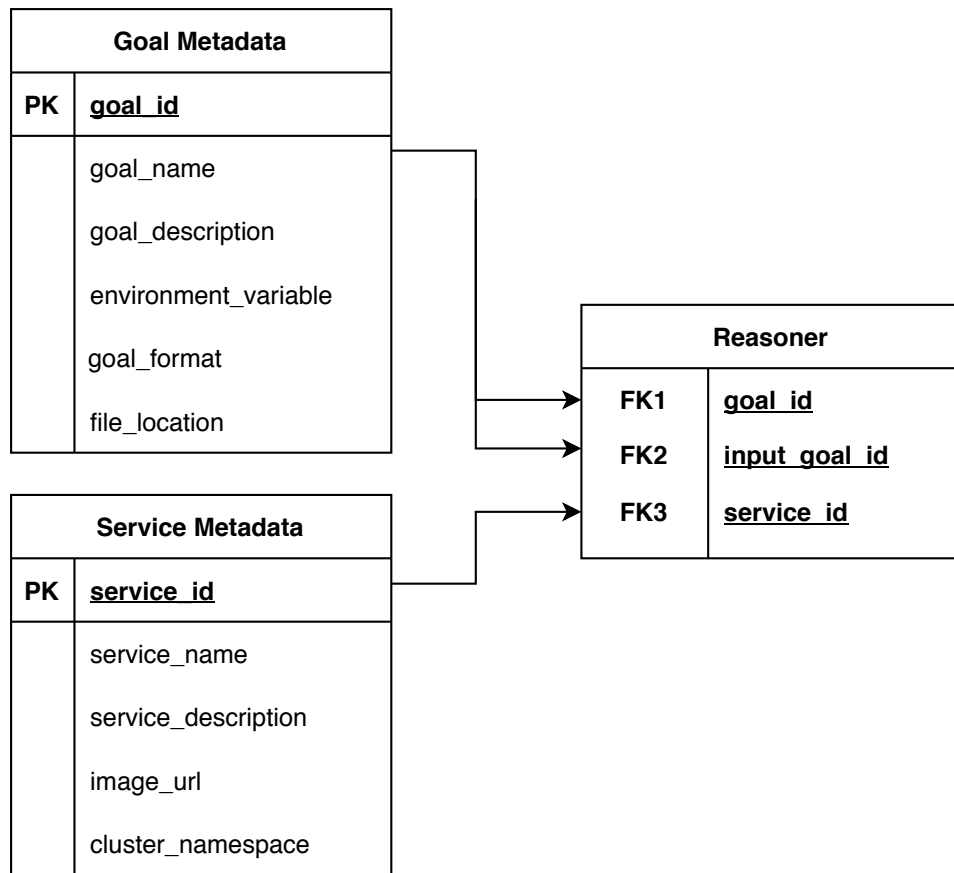 Goal Metadata
PK goal_id
goal_name
goal_description
environment_variable
goal_format
file_location
Reasoner
FK1 goal_id
FK2 input_goal_id
FK3 service_id
Service Metadata
PK service_id
service_name
service_description
image_url
cluster_namespace